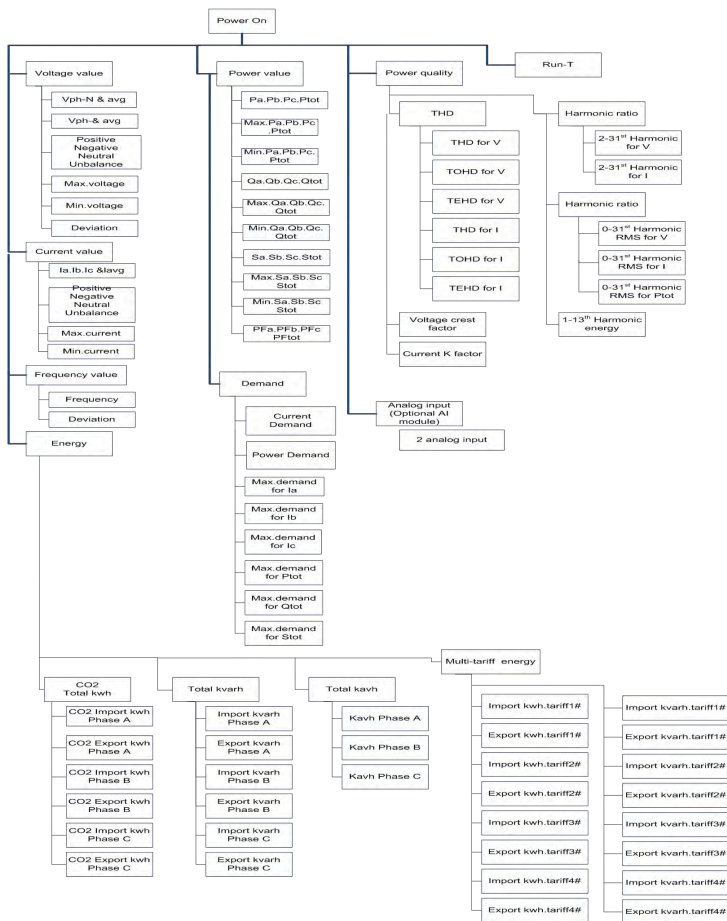 Power On
Voltage value
Vph-N & avg
Vph-& avg
Positive
Negative
Neutral
Unbalance
Max.voltage
Min.voltage
Deviation
Current value
Ia.Ib.Ic &Iavg
Positive
Negative
Neutral
Unbalance
Max.current
Min.current
Frequency value
Frequency
Deviation
Energy
Power value
Pa.Pb.Pc.Ptot
Max.Pa.Pb.Pc
.Ptot
Min.Pa.Pb.Pc.
Ptot
Qa.Qb.Qc.Qtot
Max.Qa.Qb.Qc.
Qtot
Min.Qa.Qb.Qc.
Qtot
Sa.Sb.Sc.Stot
Max.Sa.Sb.Sc
Stot
Min.Sa.Sb.Sc
Stot
PFa.PFb.PFc
PFtot
Demand
Current
Demand
Power Demand
Max.demand
for Ia
Max.demand
for Ib
Max.demand
for Ic
Max.demand
for Ptot
Max.demand
for Qtot
Max.demand
for Stot
Power quality
THD
THD for V
TOHD for V
TEHD for V
THD for I
TOHD for I
TEHD for I
Voltage crest
factor
Current K factor
Harmonic ratio
2-31st Harmonic
for V
2-31st Harmonic
for I
Harmonic ratio
0-31st Harmonic
RMS for V
0-31st Harmonic
RMS for I
0-31st Harmonic
RMS for Ptot
1-13th Harmonic
energy
Analog input
(Optional AI
module)
2 analog input
Run-T
CO2
Total kwh
CO2 Import kwh
Phase A
CO2 Export kwh
Phase A
CO2 Import kwh
Phase B
CO2 Export kwh
Phase B
CO2 Import kwh
Phase C
CO2 Export kwh
Phase C
Total kvarh
Import kvarh
Phase A
Export kvarh
Phase A
Import kvarh
Phase B
Export kvarh
Phase B
Import kvarh
Phase C
Export kvarh
Phase C
Total kavh
Kavh Phase A
Kavh Phase B
Kavh Phase C
Multi-tariff energy
Import kwh.tariff1#
Export kwh.tariff1#
Import kwh.tariff2#
Export kwh.tariff2#
Import kwh.tariff3#
Export kwh.tariff3#
Import kwh.tariff4#
Export kwh.tariff4#
Import kvarh.tariff1#
Export kvarh.tariff1#
Import kvarh.tariff2#
Export kvarh.tariff2#
Import kvarh.tariff3#
Export kvarh.tariff3#
Import kvarh.tariff4#
Export kvarh.tariff4#